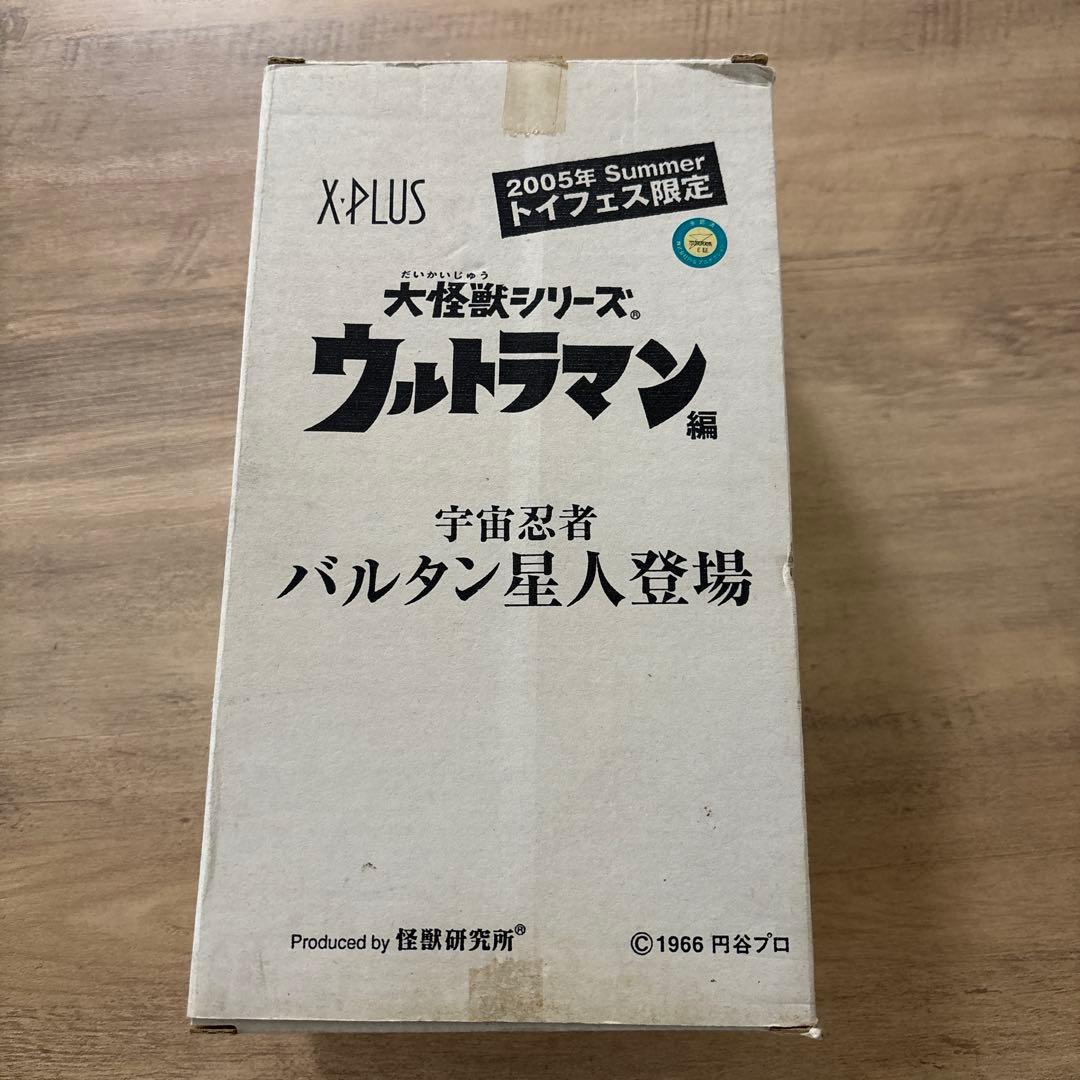 X·PLUS
2005年 Summer
トイフェス限定
だいかいじゅう
大怪獣シリーズ®
ウルトラマン編
宇宙忍者
バルタン星人登場
Produced by 怪獣研究所®
©1966 円谷プロ